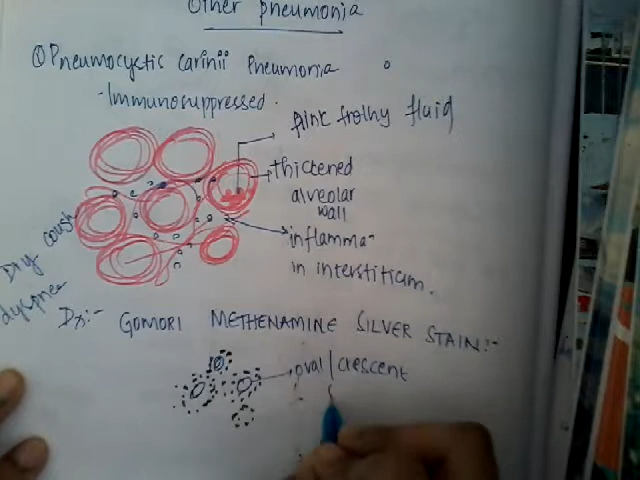 Other pneumonia
① Pneumocystic carinii pneumonia
- Immunosuppressed.
pink frothy fluid
thictened
alveolar
wall
inflamma-
in interstitium.
Dry cough
dyspnea
Dx:- GOMORI METHENAMINE SILVER STAIN:-
oval/crescent